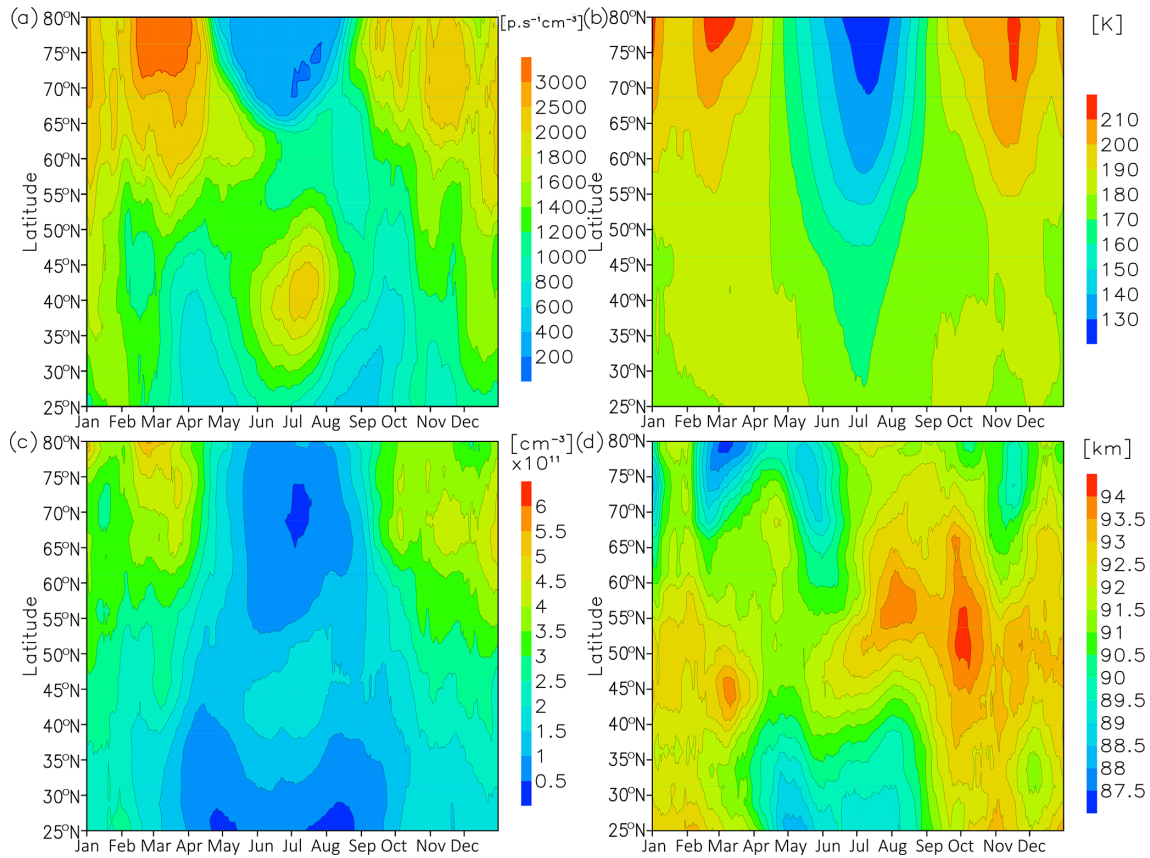 (a)
[p.s⁻¹cm⁻³]
80°N
75°N
70°N
65°N
60°N
55°N
50°N
45°N
40°N
35°N
30°N
25°N
Latitude
Jan Feb Mar Apr May Jun Jul Aug Sep Oct Nov Dec
3000
2500
2000
1800
1600
1400
1200
1000
800
600
400
200
(b)
[K]
80°N
75°N
70°N
65°N
60°N
55°N
50°N
45°N
40°N
35°N
30°N
25°N
Latitude
Jan Feb Mar Apr May Jun Jul Aug Sep Oct Nov Dec
210
200
190
180
170
160
150
140
130
(c)
[cm⁻³]
×10¹¹
80°N
75°N
70°N
65°N
60°N
55°N
50°N
45°N
40°N
35°N
30°N
25°N
Latitude
Jan Feb Mar Apr May Jun Jul Aug Sep Oct Nov Dec
6
5.5
5
4.5
4
3.5
3
2.5
2
1.5
1
0.5
(d)
[km]
80°N
75°N
70°N
65°N
60°N
55°N
50°N
45°N
40°N
35°N
30°N
25°N
Latitude
Jan Feb Mar Apr May Jun Jul Aug Sep Oct Nov Dec
94
93.5
93
92.5
92
91.5
91
90.5
90
89.5
89
88.5
88
87.5